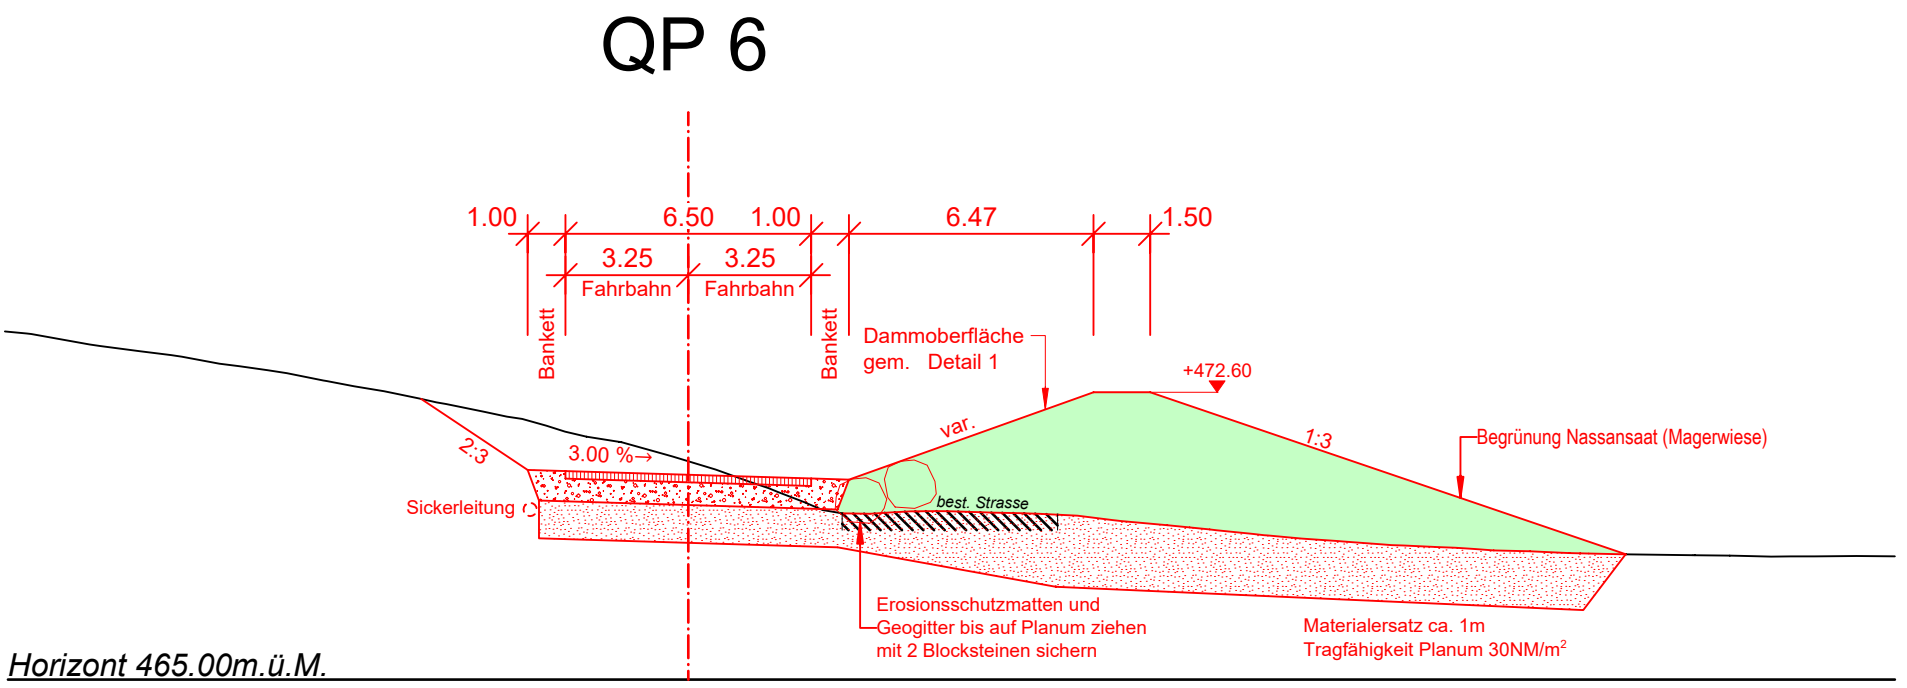 QP 6
1.00
6.50
1.00
6.47
1.50
3.25
3.25
Fahrbahn
Fahrbahn
Bankett
Bankett
Dammoberfläche
gem. Detail 1
+472.60
var.
1:3
Begrünung Nassansaat (Magerwiese)
2:3
3.00 %→
Sickerleitung
best. Strasse
Erosionsschutzmatten und
Geogitter bis auf Planum ziehen
mit 2 Blocksteinen sichern
Materialersatz ca. 1m
Tragfähigkeit Planum 30NM/m²
Horizont 465.00m.ü.M.